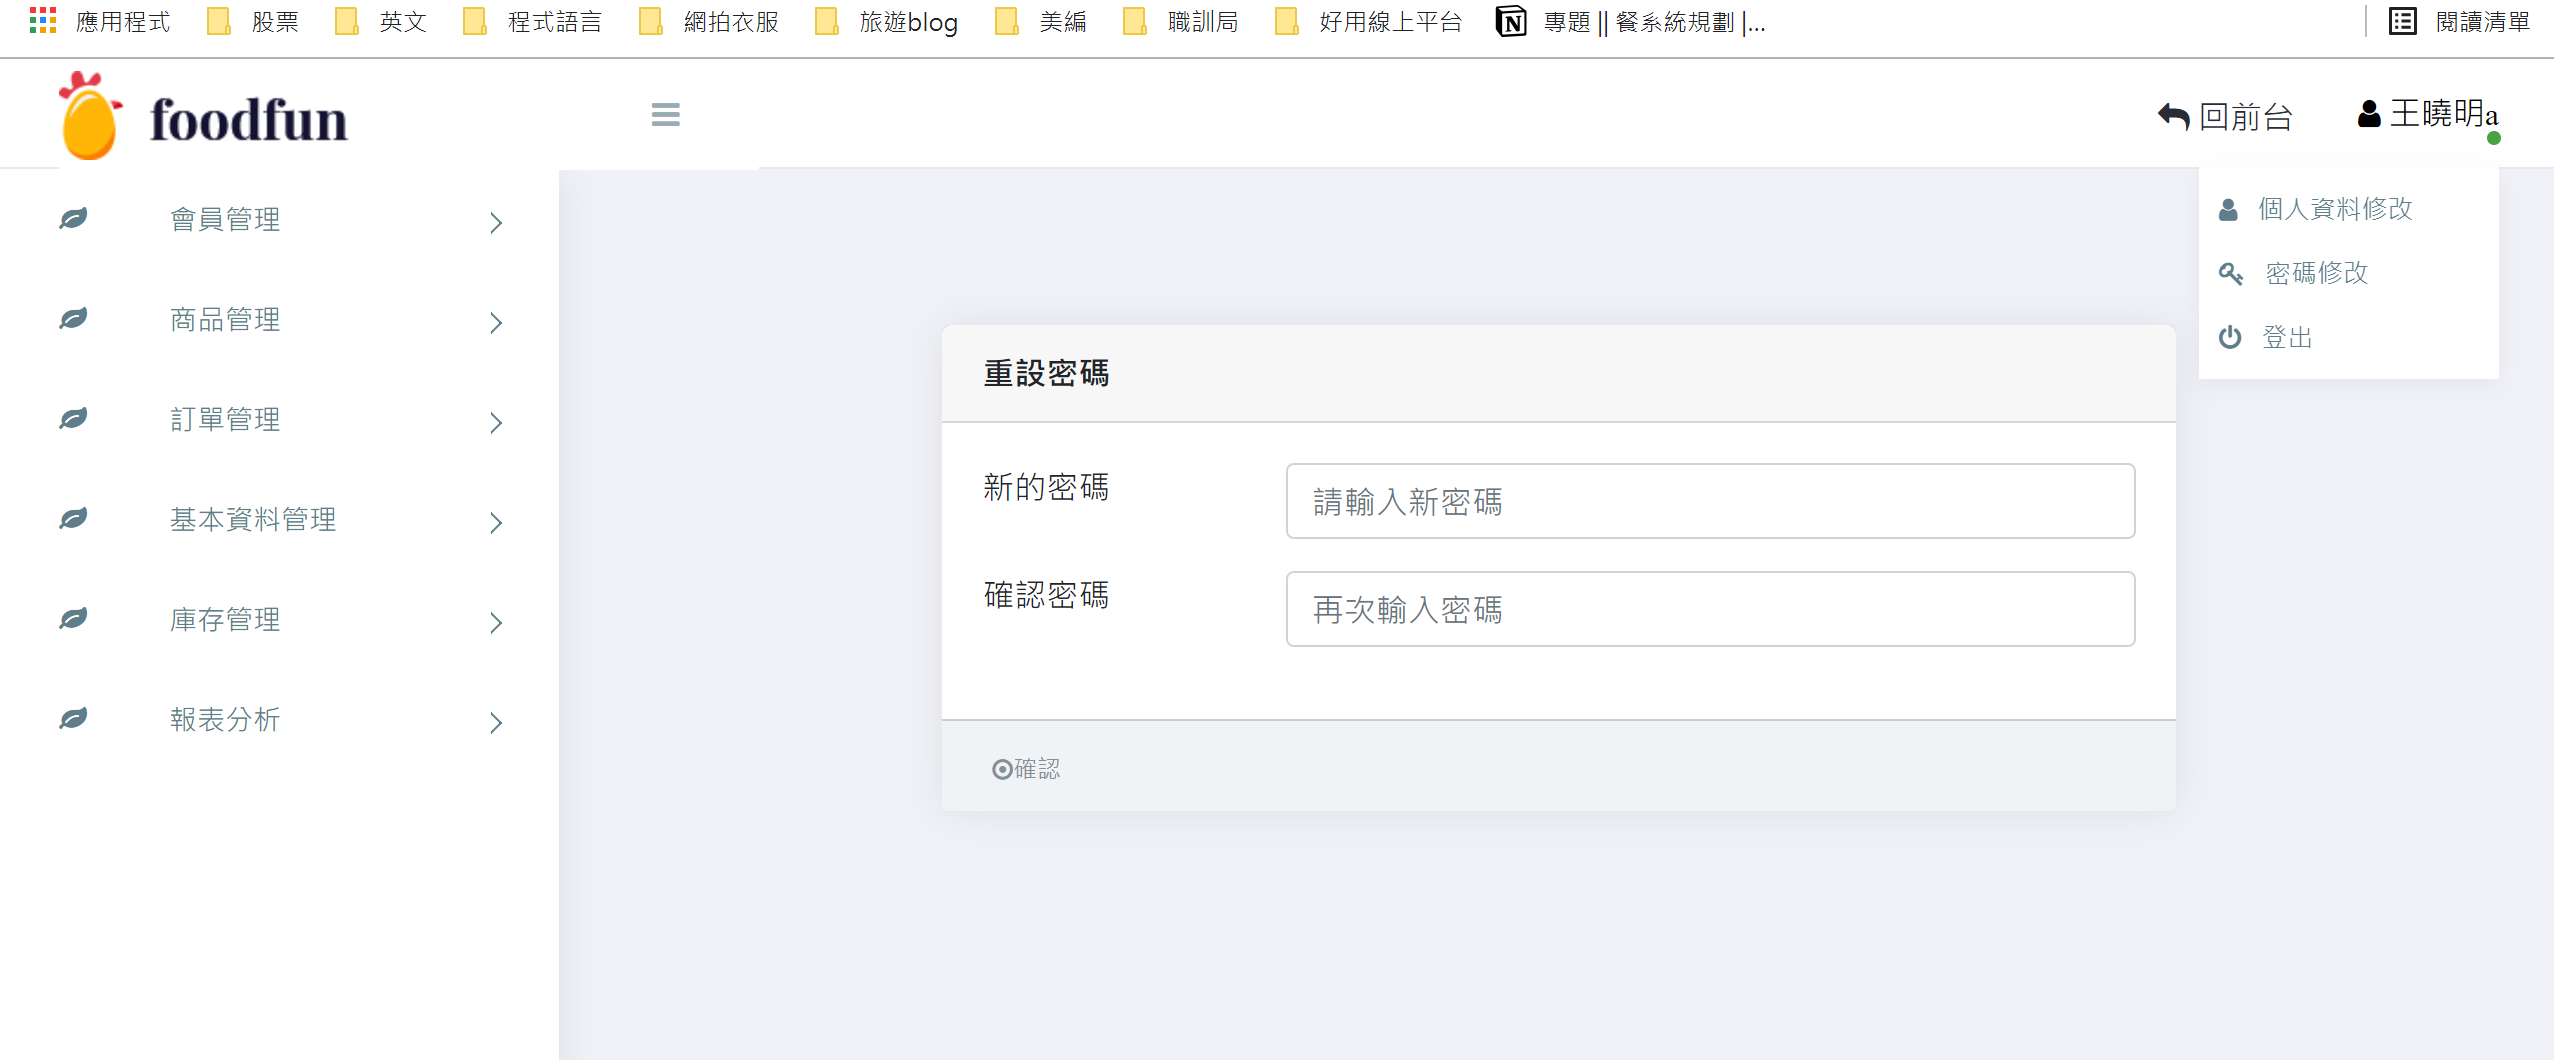 應用程式 股票 英文 程式語言 網拍衣服 旅遊blog 美編 職訓局 好用線上平台 專題 || 餐系統規劃 |... 閱讀清單
foodfun 回前台 王曉明a
會員管理
商品管理
訂單管理
基本資料管理
庫存管理
報表分析
個人資料修改
密碼修改
登出
重設密碼
新的密碼 請輸入新密碼
確認密碼 再次輸入密碼
確認